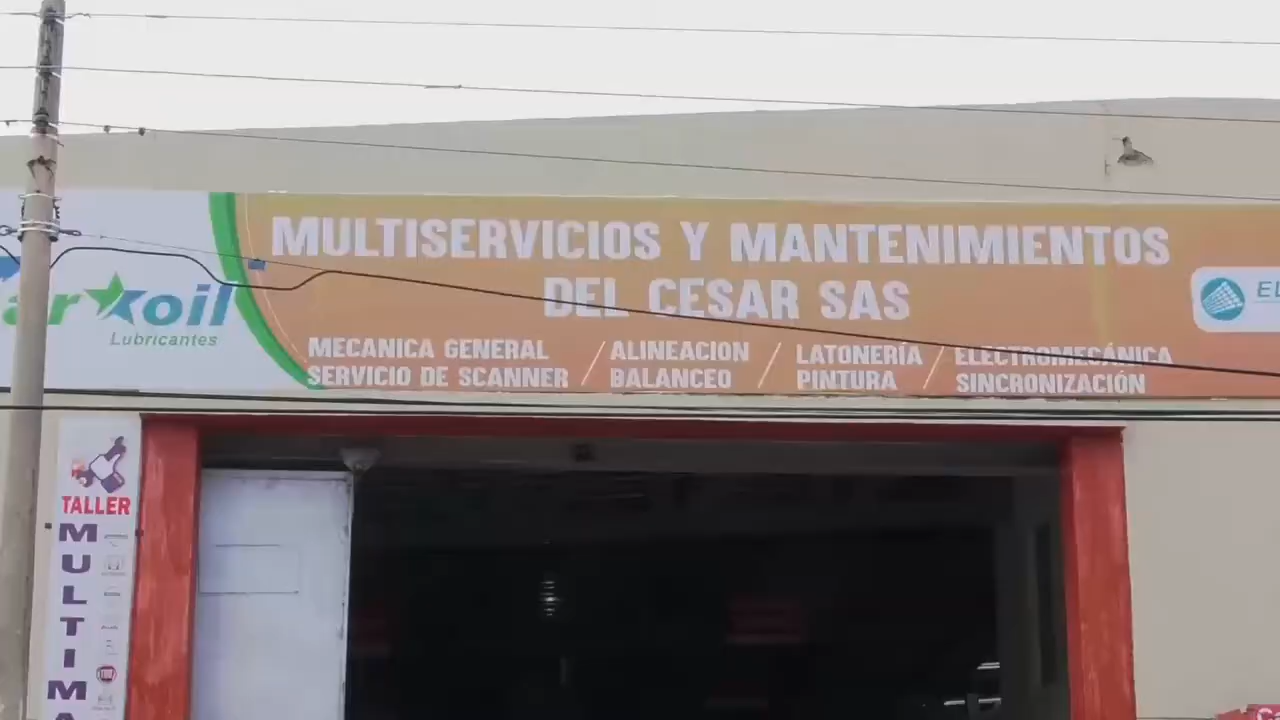 MULTISERVICIOS Y MANTENIMIENTOS
DEL CESAR SAS
oil
Lubricantes
MECANICA GENERAL
SERVICIO DE SCANNER
ALINEACION
BALANCEO
LATONERÍA
PINTURA
ELECTROMECÁNICA
SINCRONIZACIÓN
TALLER
MULTIMA